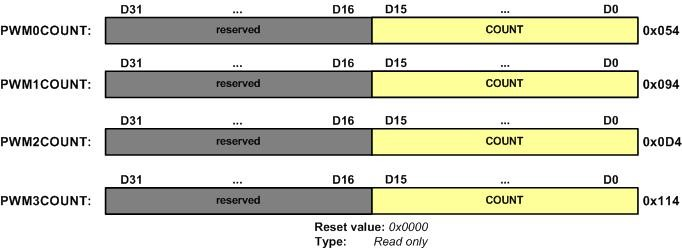 D31 ... D16 D15 ... D0
PWM0COUNT: reserved COUNT 0x054
D31 ... D16 D15 ... D0
PWM1COUNT: reserved COUNT 0x094
D31 ... D16 D15 ... D0
PWM2COUNT: reserved COUNT 0x0D4
D31 ... D16 D15 ... D0
PWM3COUNT: reserved COUNT 0x114
Reset value: 0x0000
Type: Read only